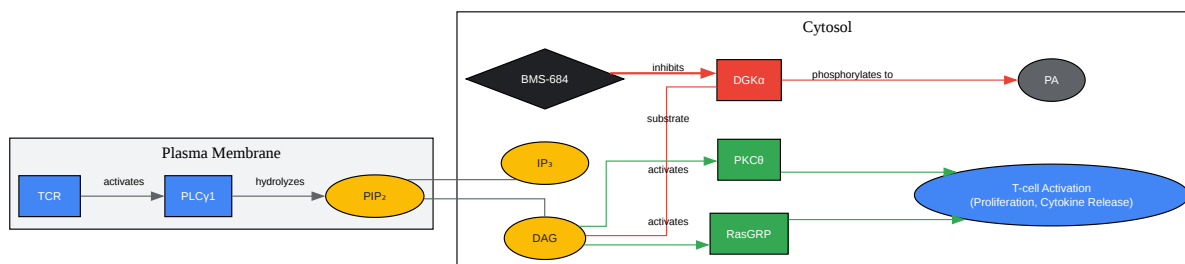 Cytosol
BMS-684
inhibits
DGKα
phosphorylates to
PA
substrate
Plasma Membrane
IP₃
PKCθ
activates
TCR
activates
PLCγ1
hydrolyzes
PIP₂
T-cell Activation
(Proliferation, Cytokine Release)
activates
DAG
RasGRP